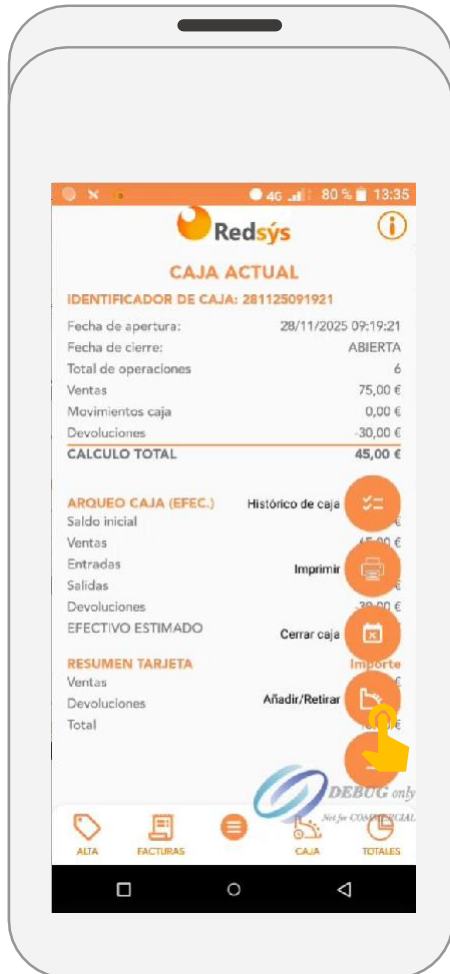 4G 80 % 13:35
Redsýs
CAJA ACTUAL
IDENTIFICADOR DE CAJA: 281125091921
Fecha de apertura: 28/11/2025 09:19:21
Fecha de cierre: ABIERTA
Total de operaciones 6
Ventas 75,00 €
Movimientos caja 0,00 €
Devoluciones -30,00 €
CALCULO TOTAL 45,00 €
ARQUEO CAJA (EFEC.) Histórico de caja
Saldo inicial €
Ventas €
Entradas Imprimir
Salidas €
Devoluciones -30,00 €
EFECTIVO ESTIMADO Cerrar caja €
RESUMEN TARJETA Importe
Ventas €
Devoluciones Añadir/Retirar
Total €
DEBUG only
Not for COMMERCIAL
ALTA FACTURAS CAJA TOTALES